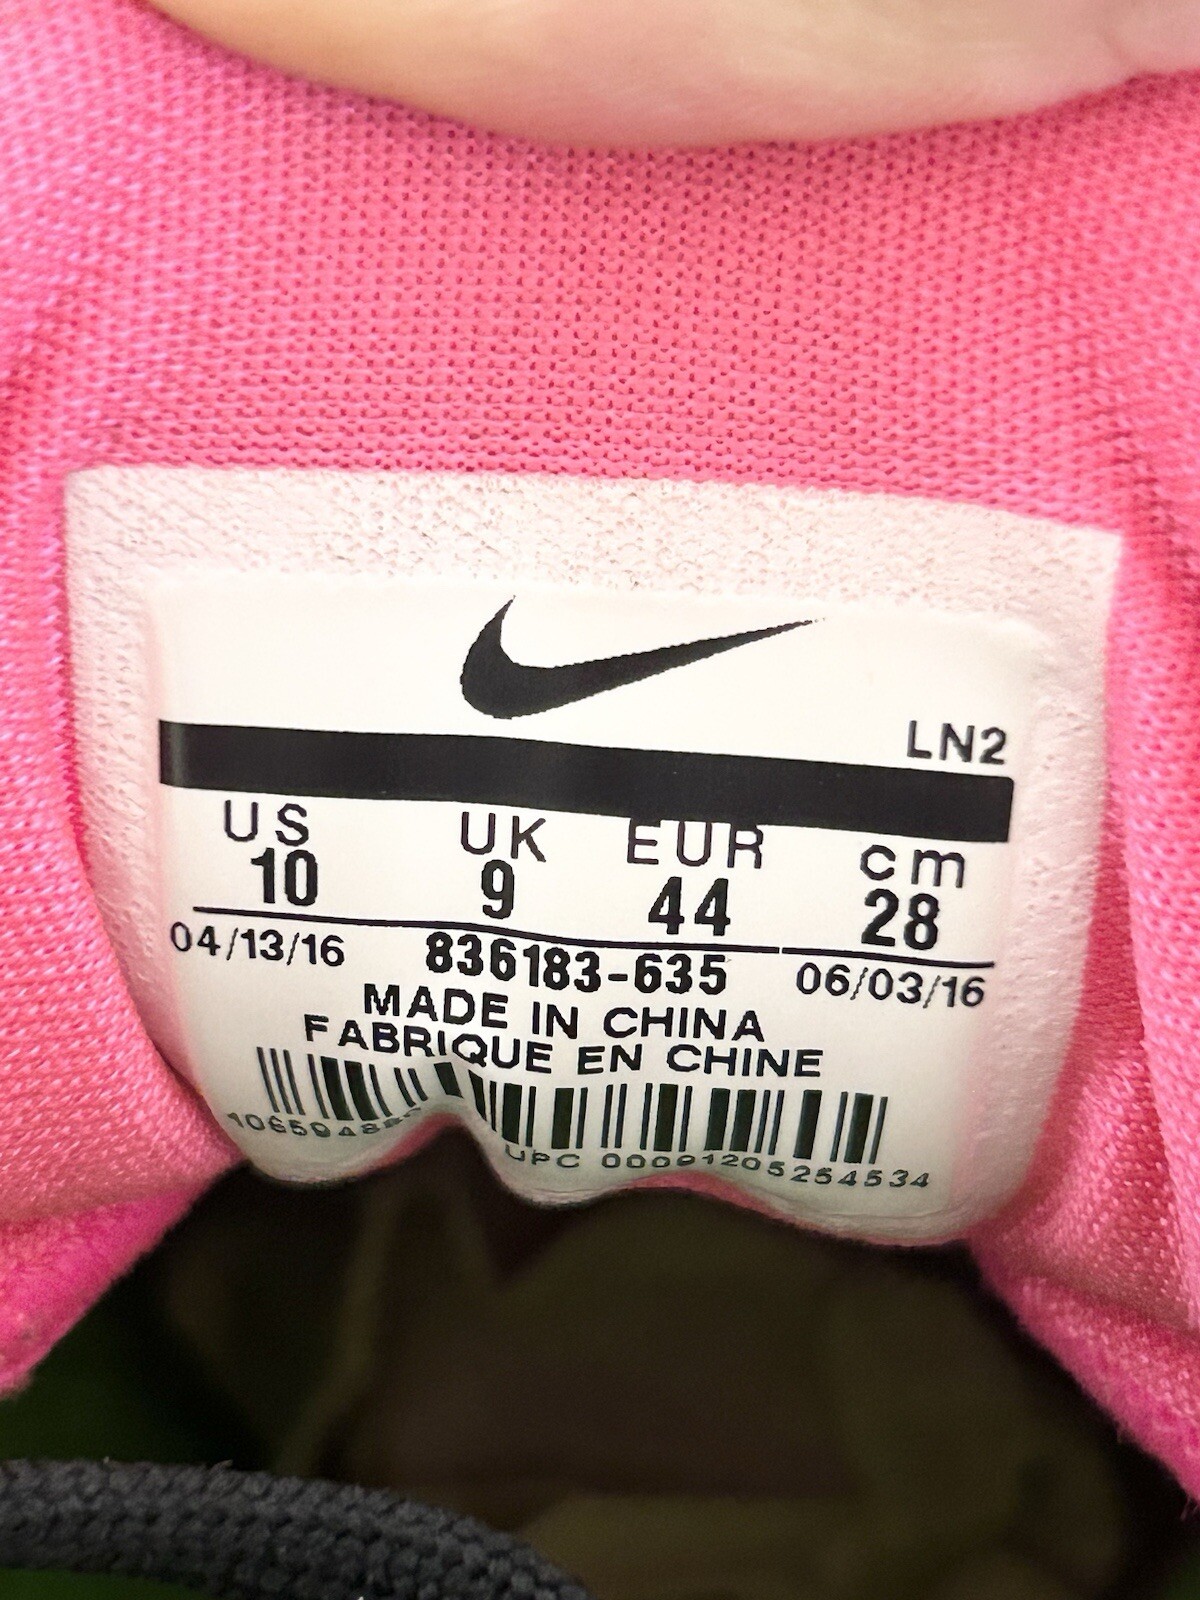 LN2
US UK EUR cm
10 9 44 28
04/13/16 836183-635 06/03/16
MADE IN CHINA
FABRIQUE EN CHINE
UPC 00091205254534